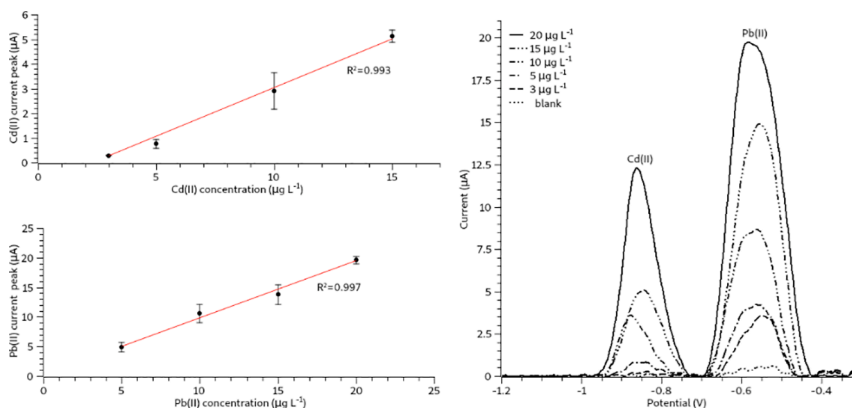 Cd(II) current peak (µA)
6
5
4
3
2
1
0
R²=0.993
0 5 10 15
Cd(II) concentration (µg L⁻¹)
Pb(II) current peak (µA)
25
20
15
10
5
0
R²=0.997
0 5 10 15 20 25
Pb(II) concentration (µg L⁻¹)
Current (µA)
20
17.5
15
12.5
10
7.5
5
2.5
0
20 µg L⁻¹
15 µg L⁻¹
10 µg L⁻¹
5 µg L⁻¹
3 µg L⁻¹
blank
Pb(II)
Cd(II)
-1.2 -1 -0.8 -0.6 -0.4
Potential (V)